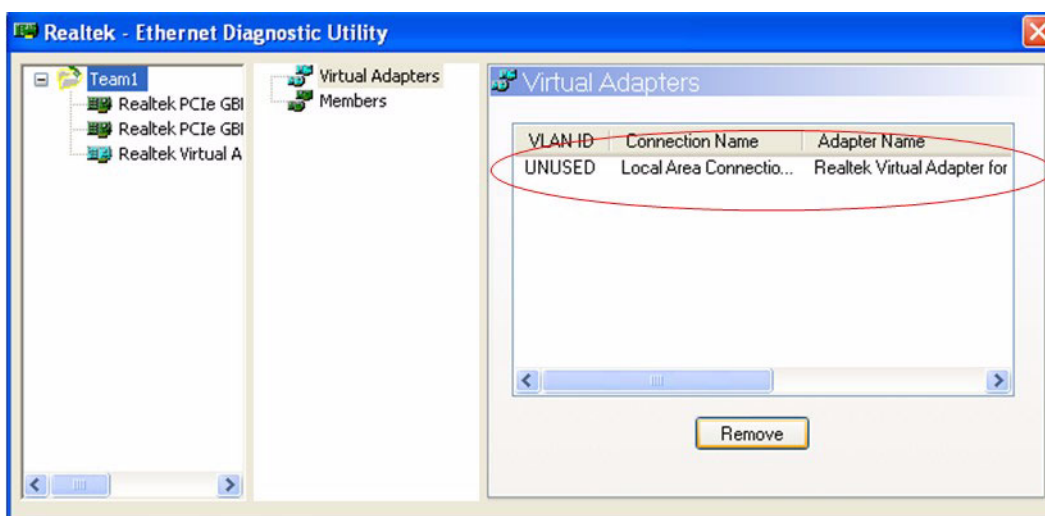 Realtek - Ethernet Diagnostic Utility
Team1
Realtek PCIe GBI
Realtek PCIe GBI
Realtek Virtual A
Virtual Adapters
Members
Virtual Adapters
VLAN ID Connection Name Adapter Name
UNUSED Local Area Connectio... Realtek Virtual Adapter for
Remove